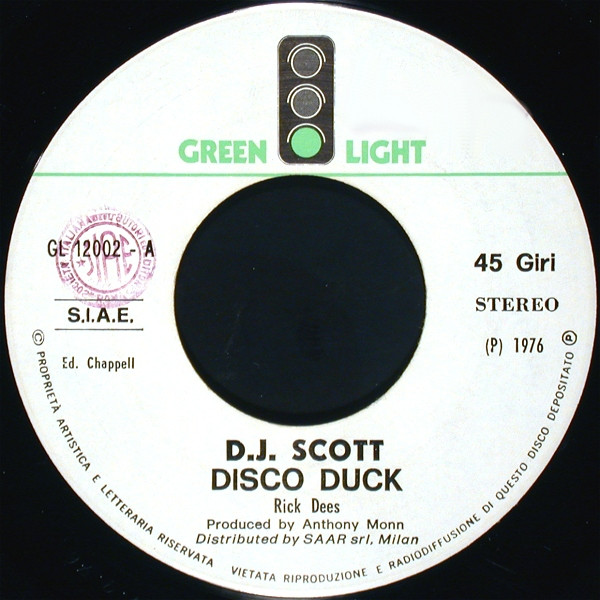 GREEN LIGHT
GL 12002 - A
S.I.A.E.
Ed. Chappell
45 Giri
STEREO
(P) 1976
D.J. SCOTT
DISCO DUCK
Rick Dees
Produced by Anthony Monn
Distributed by SAAR srl, Milan
© PROPRIETÀ ARTISTICA E LETTERARIA RISERVATA VIETATA RIPRODUZIONE E RADIODIFFUSIONE DI QUESTO DISCO DEPOSITATO ℗
SIAE